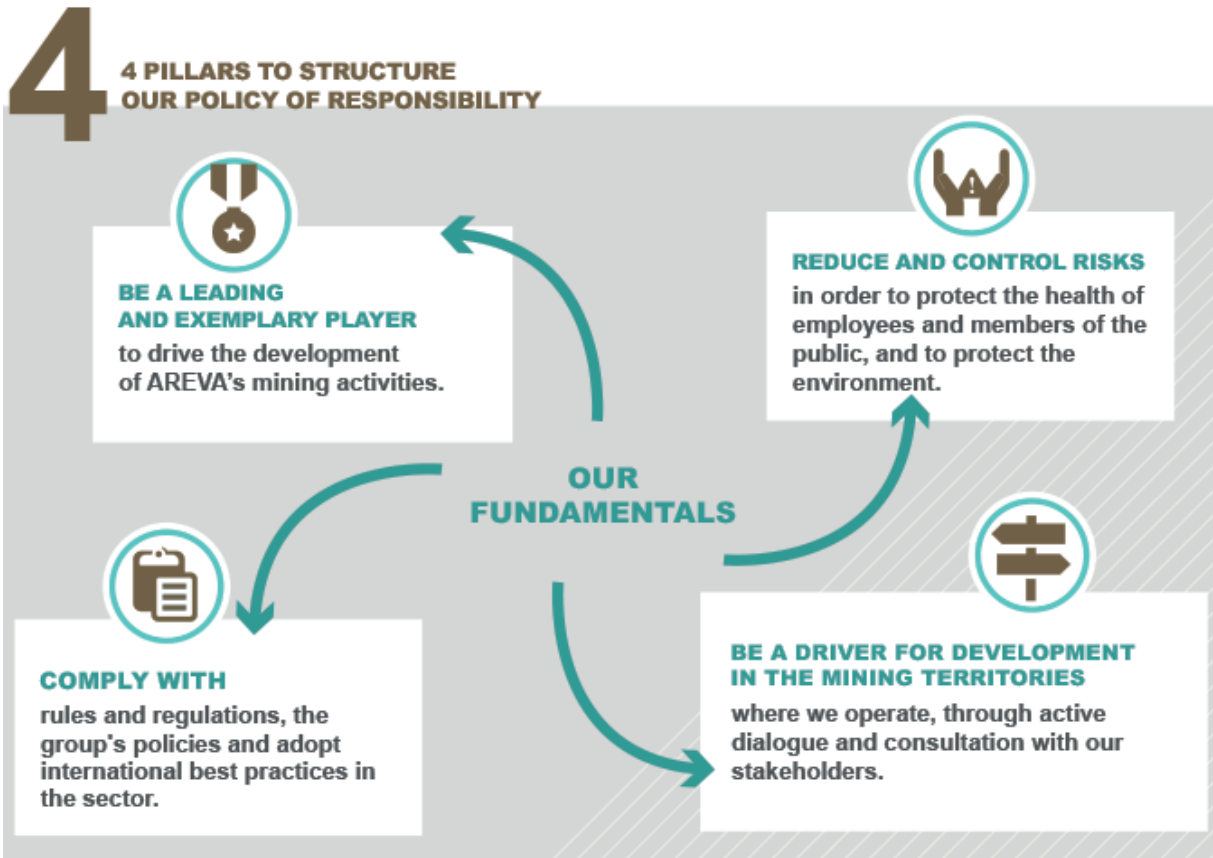 4
4 PILLARS TO STRUCTURE
OUR POLICY OF RESPONSIBILITY
BE A LEADING
AND EXEMPLARY PLAYER
to drive the development
of AREVA's mining activities.
REDUCE AND CONTROL RISKS
in order to protect the health of
employees and members of the
public, and to protect the
environment.
OUR
FUNDAMENTALS
COMPLY WITH
rules and regulations, the
group's policies and adopt
international best practices in
the sector.
BE A DRIVER FOR DEVELOPMENT
IN THE MINING TERRITORIES
where we operate, through active
dialogue and consultation with our
stakeholders.